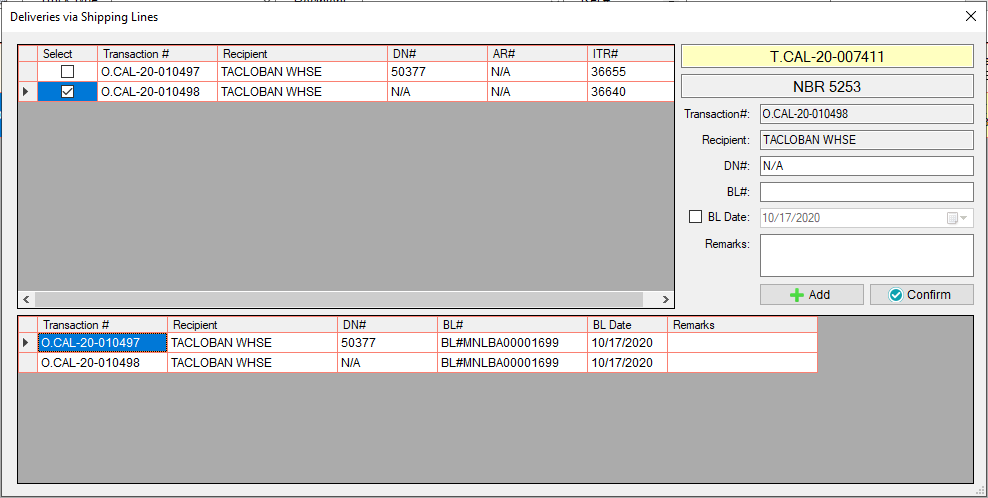 Deliveries via Shipping Lines
Select Transaction # Recipient DN# AR# ITR#
O.CAL-20-010497 TACLOBAN WHSE 50377 N/A 36655
O.CAL-20-010498 TACLOBAN WHSE N/A N/A 36640
T.CAL-20-007411
NBR 5253
Transaction#: O.CAL-20-010498
Recipient: TACLOBAN WHSE
DN#: N/A
BL#:
BL Date: 10/17/2020
Remarks:
Add Confirm
Transaction # Recipient DN# BL# BL Date Remarks
O.CAL-20-010497 TACLOBAN WHSE 50377 BL#MNLBA00001699 10/17/2020
O.CAL-20-010498 TACLOBAN WHSE N/A BL#MNLBA00001699 10/17/2020